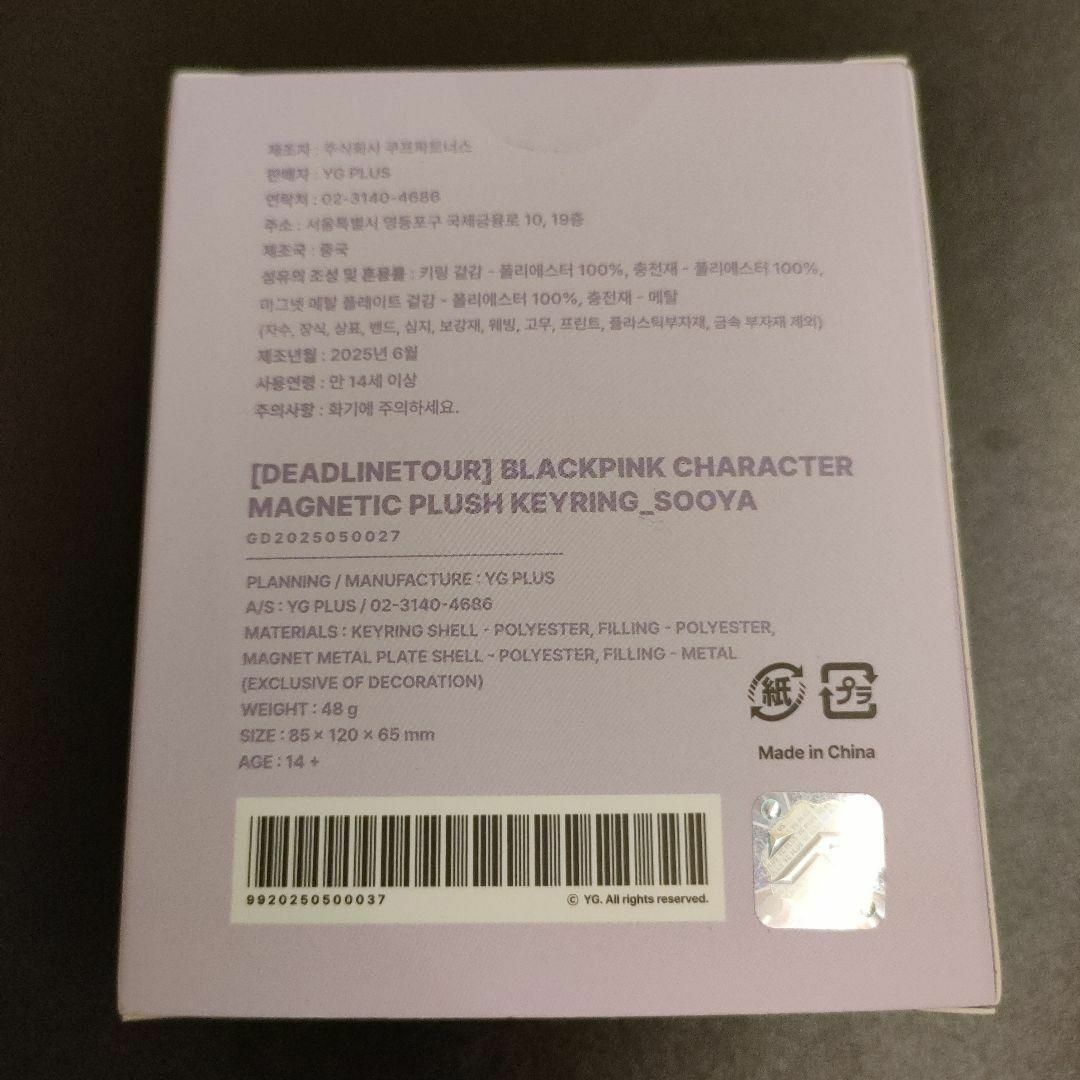 제조자 : 주식회사 쿠프파트너스
판매자 : YG PLUS
연락처 : 02-3140-4686
주소 : 서울특별시 영등포구 국제금융로 10, 19층
제조국 : 중국
섬유의 조성 및 혼용률 : 키링 겉감 - 폴리에스터 100%, 충전재 - 폴리에스터 100%,
마그넷 메탈 플레이트 겉감 - 폴리에스터 100%, 충전재 - 메탈
(자수, 장식, 상표, 밴드, 심지, 보강재, 웨빙, 고무, 프린트, 플라스틱부자재, 금속 부자재 제외)
제조년월 : 2025년 6월
사용연령 : 만 14세 이상
주의사항 : 화기에 주의하세요.
[DEADLINETOUR] BLACKPINK CHARACTER
MAGNETIC PLUSH KEYRING_SOOYA
GD2025050027
PLANNING / MANUFACTURE : YG PLUS
A/S : YG PLUS / 02-3140-4686
MATERIALS : KEYRING SHELL - POLYESTER, FILLING - POLYESTER,
MAGNET METAL PLATE SHELL - POLYESTER, FILLING - METAL
(EXCLUSIVE OF DECORATION)
WEIGHT : 48 g
SIZE : 85 × 120 × 65 mm
AGE : 14 +
紙 プラ
Made in China
9920250500037
© YG. All rights reserved.